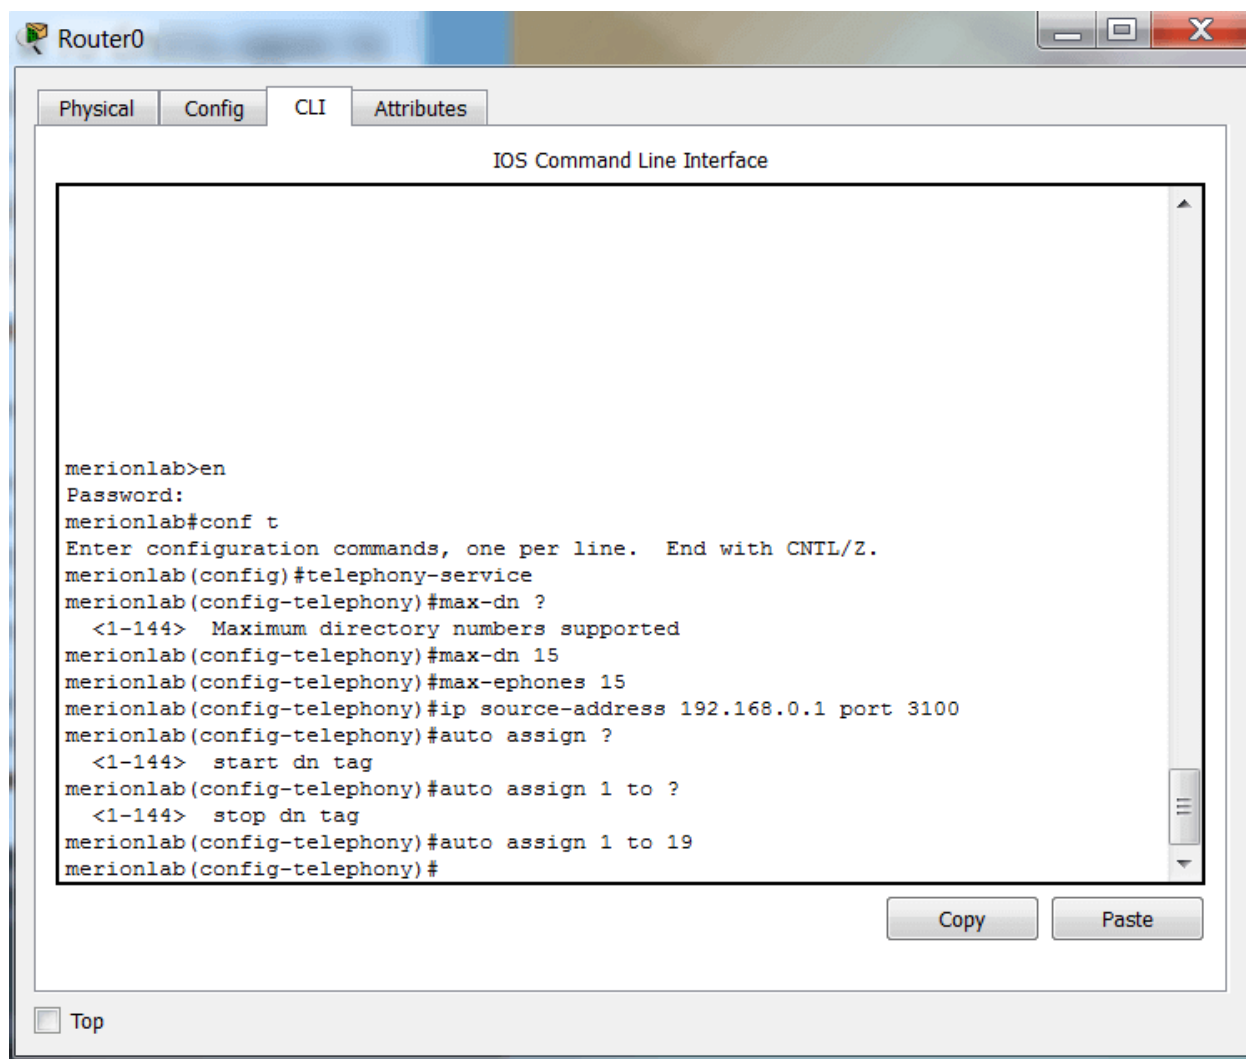 Router0
Physical Config CLI Attributes
IOS Command Line Interface
merionlab>en
Password:
merionlab#conf t
Enter configuration commands, one per line.  End with CNTL/Z.
merionlab(config)#telephony-service
merionlab(config-telephony)#max-dn ?
  <1-144>  Maximum directory numbers supported
merionlab(config-telephony)#max-dn 15
merionlab(config-telephony)#max-ephones 15
merionlab(config-telephony)#ip source-address 192.168.0.1 port 3100
merionlab(config-telephony)#auto assign ?
  <1-144>  start dn tag
merionlab(config-telephony)#auto assign 1 to ?
  <1-144>  stop dn tag
merionlab(config-telephony)#auto assign 1 to 19
merionlab(config-telephony)#
Copy Paste
Top